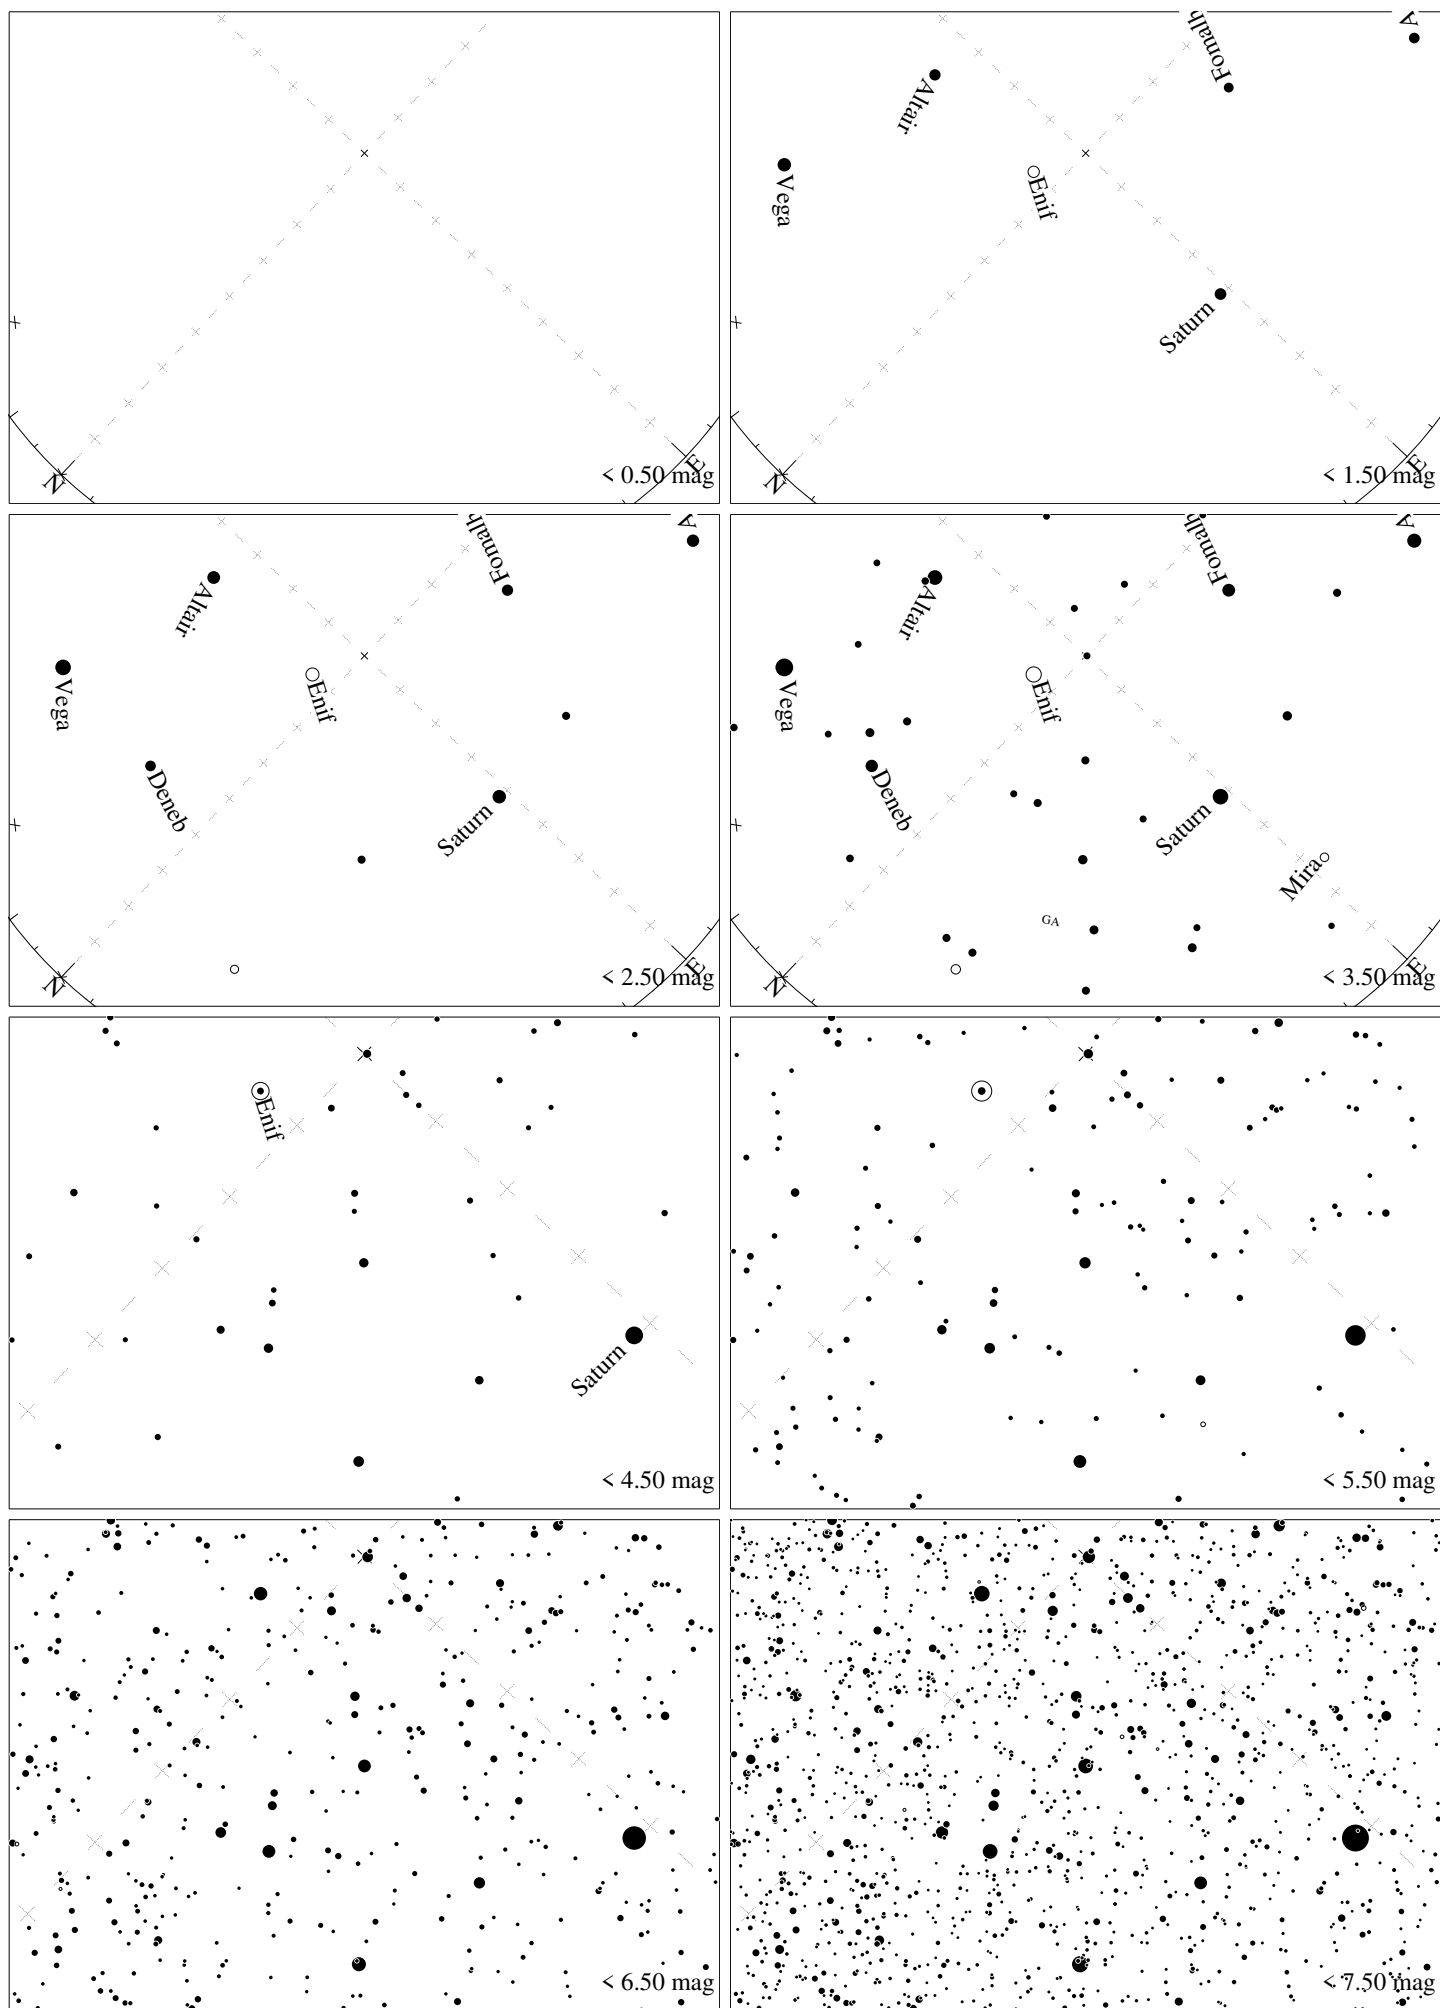 N
E
< 0.50 mag
A
Fomalh
Altair
Vega
Enif
Saturn
N
E
< 1.50 mag
A
Fomalh
Altair
Vega
Enif
Deneb
Saturn
N
E
< 2.50 mag
A
Fomalh
Altair
Vega
Enif
Deneb
Saturn
Mira
GA
N
E
< 3.50 mag
Enif
Saturn
< 4.50 mag
< 5.50 mag
< 6.50 mag
< 7.50 mag